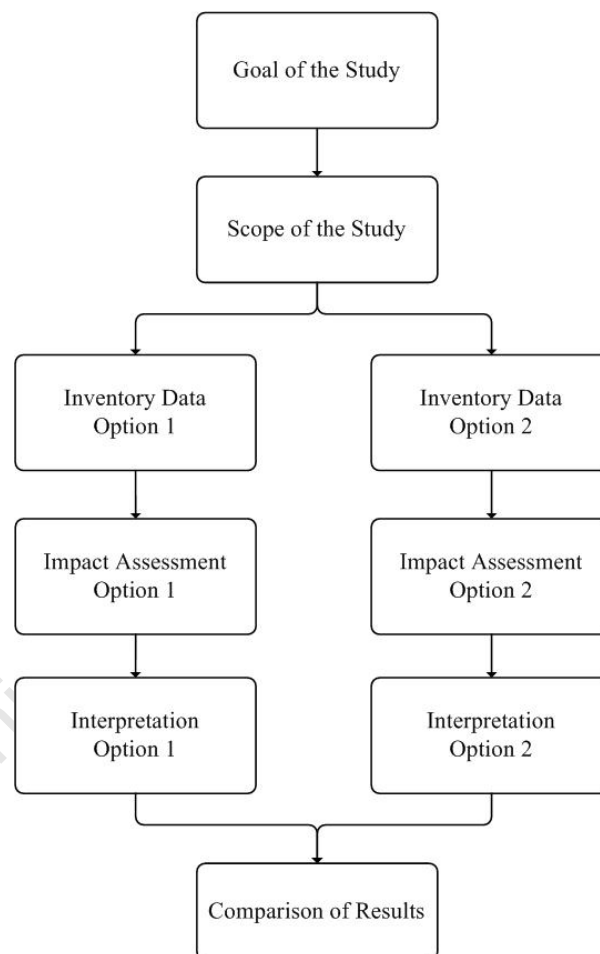 Goal of the Study
Scope of the Study
Inventory Data
Option 1
Inventory Data
Option 2
Impact Assessment
Option 1
Impact Assessment
Option 2
Interpretation
Option 1
Interpretation
Option 2
Comparison of Results